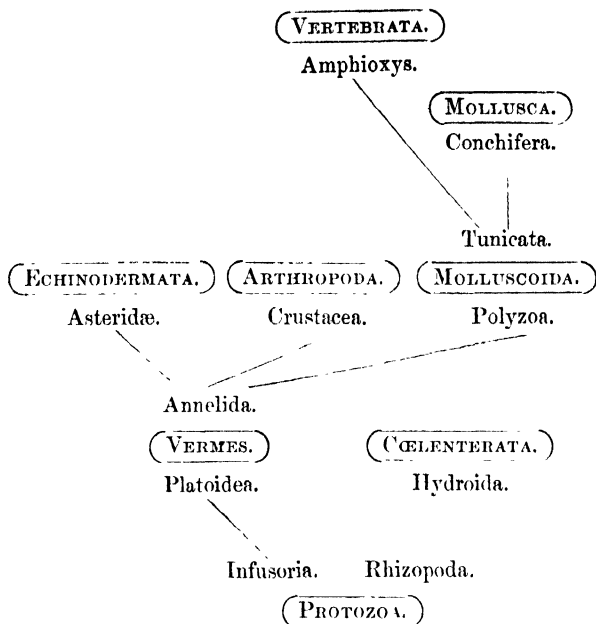 VERTEBRATA.
Amphioxys.
MOLLUSCA.
Conchifera.
Tunicata.
ECHINODERMATA. ARTHROPODA. MOLLUSCOIDA.
Asteridæ. Crustacea. Polyzoa.
Annelida.
VERMES. CŒLENTERATA.
Platoidea. Hydroida.
Infusoria. Rhizopoda.
PROTOZOA.